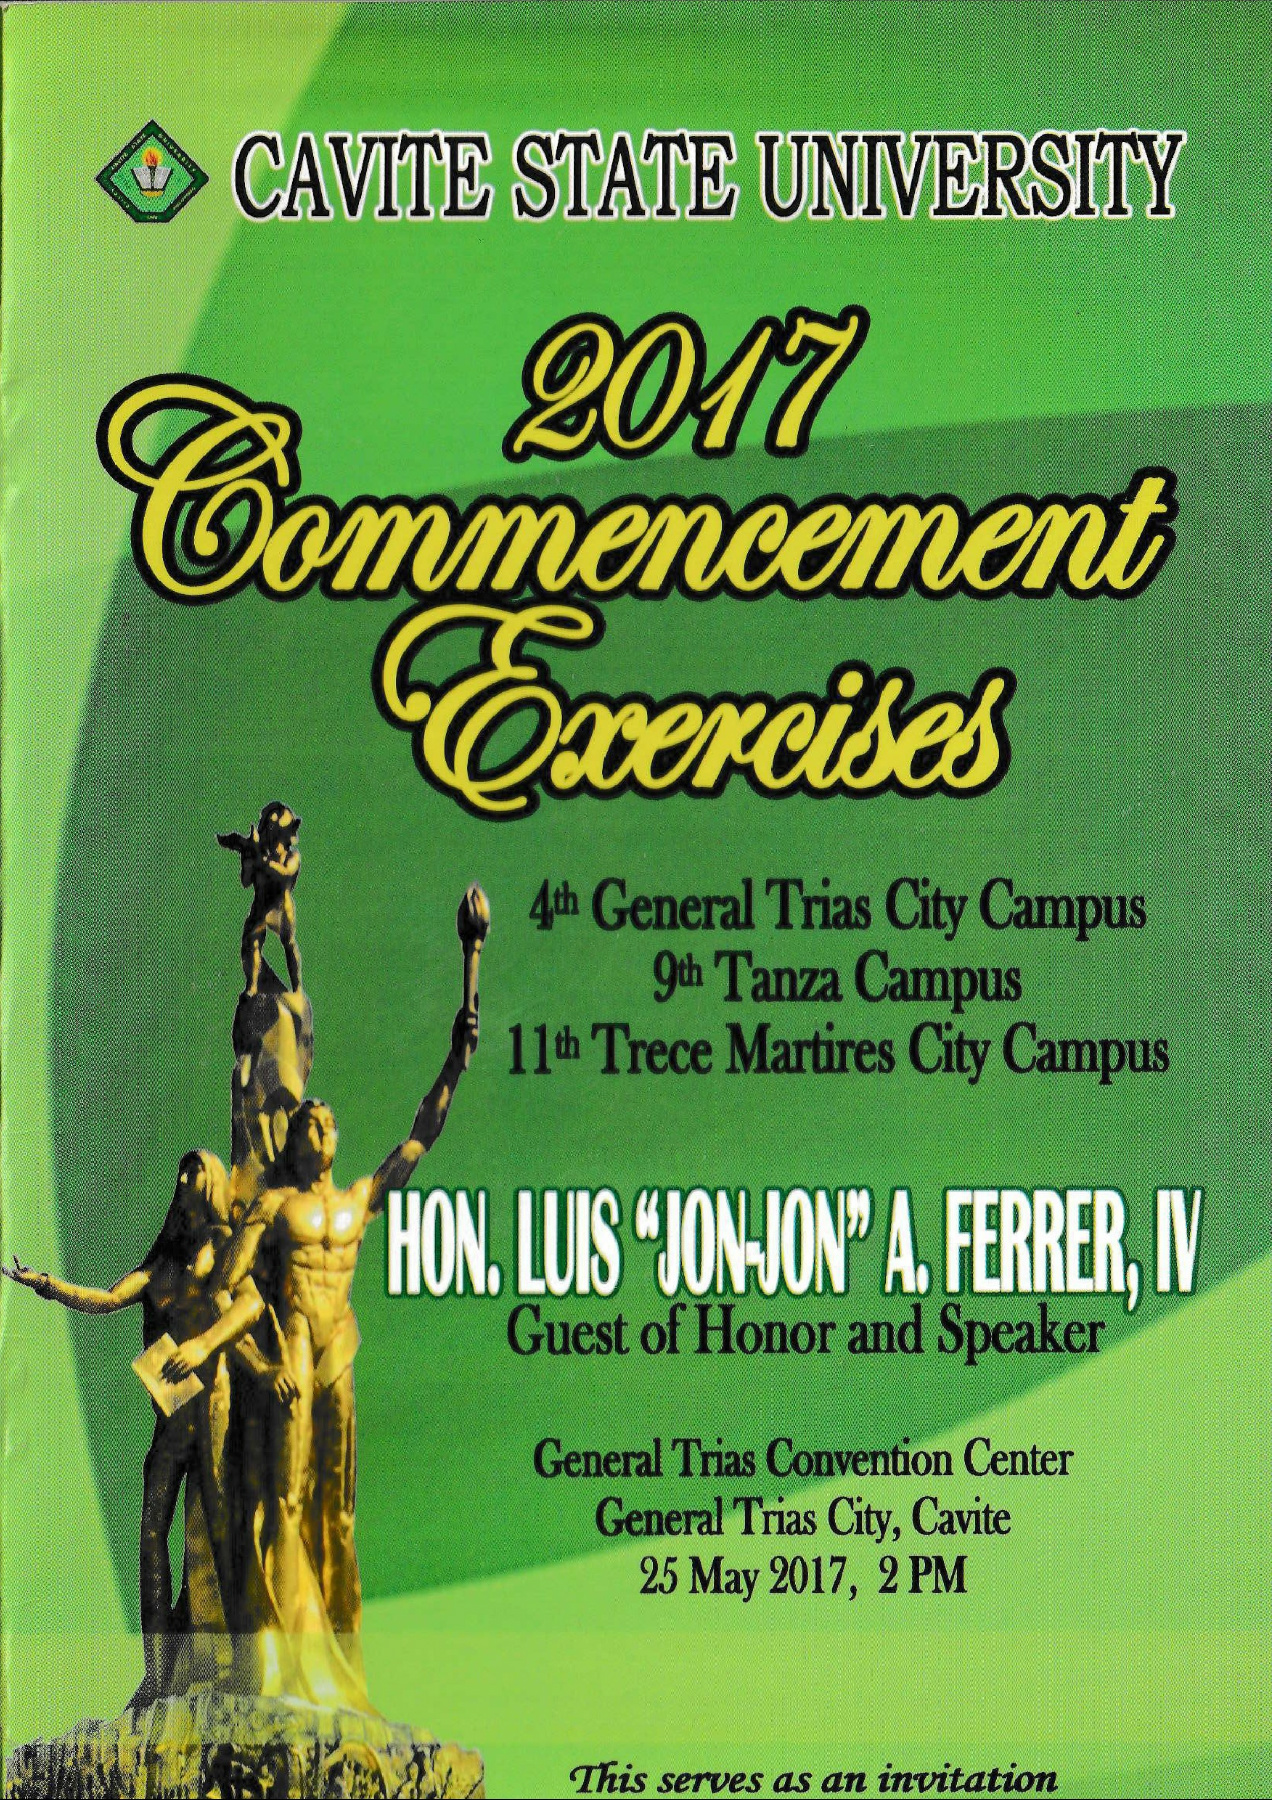 CAVITE STATE UNIVERSITY
2017
Commencement
Exercises
4th General Trias City Campus
9th Tanza Campus
11th Trece Martires City Campus
HON. LUIS “JON-JON” A. FERRER, IV
Guest of Honor and Speaker
General Trias Convention Center
General Trias City, Cavite
25 May 2017, 2 PM
This serves as an invitation